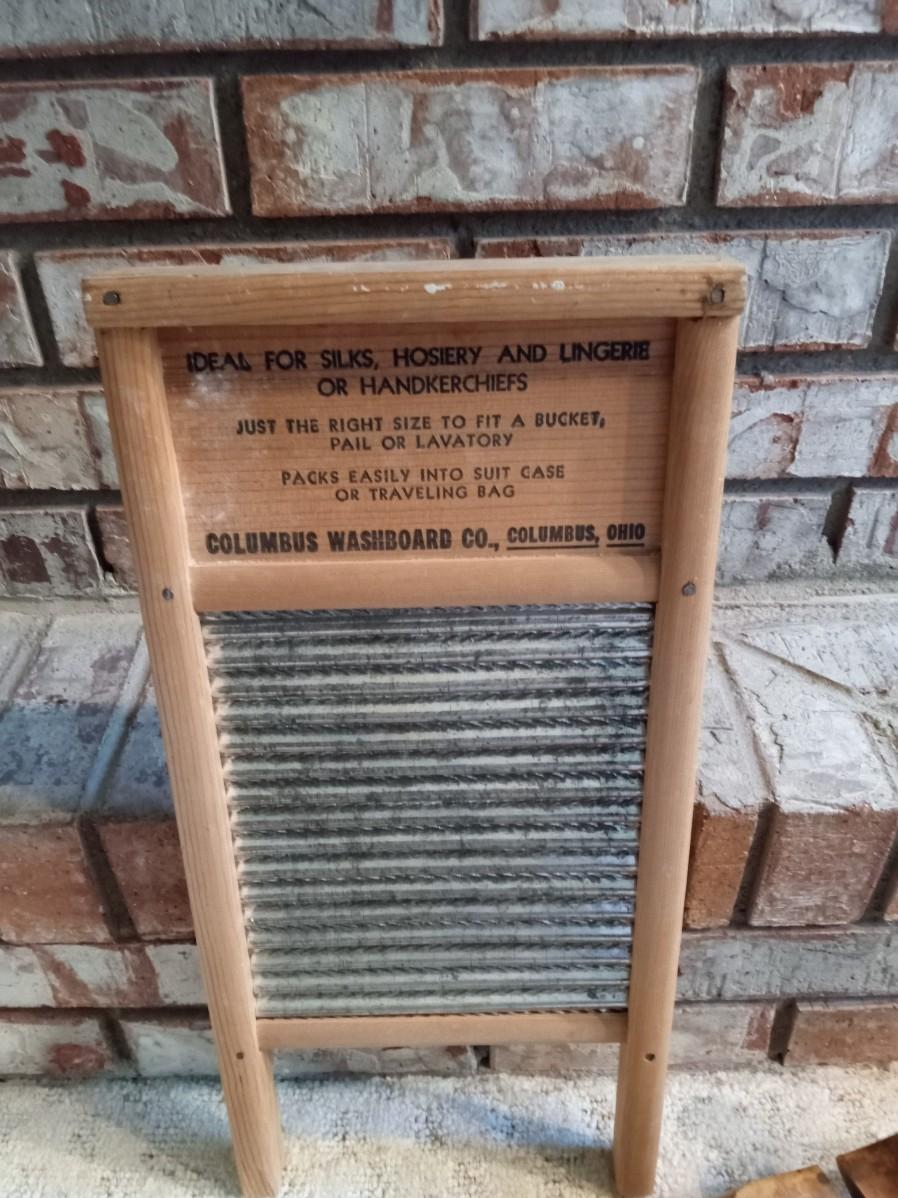 IDEAL FOR SILKS, HOSIERY AND LINGERIE
OR HANDKERCHIEFS
JUST THE RIGHT SIZE TO FIT A BUCKET,
PAIL OR LAVATORY
PACKS EASILY INTO SUIT CASE
OR TRAVELING BAG
COLUMBUS WASHBOARD CO., COLUMBUS, OHIO